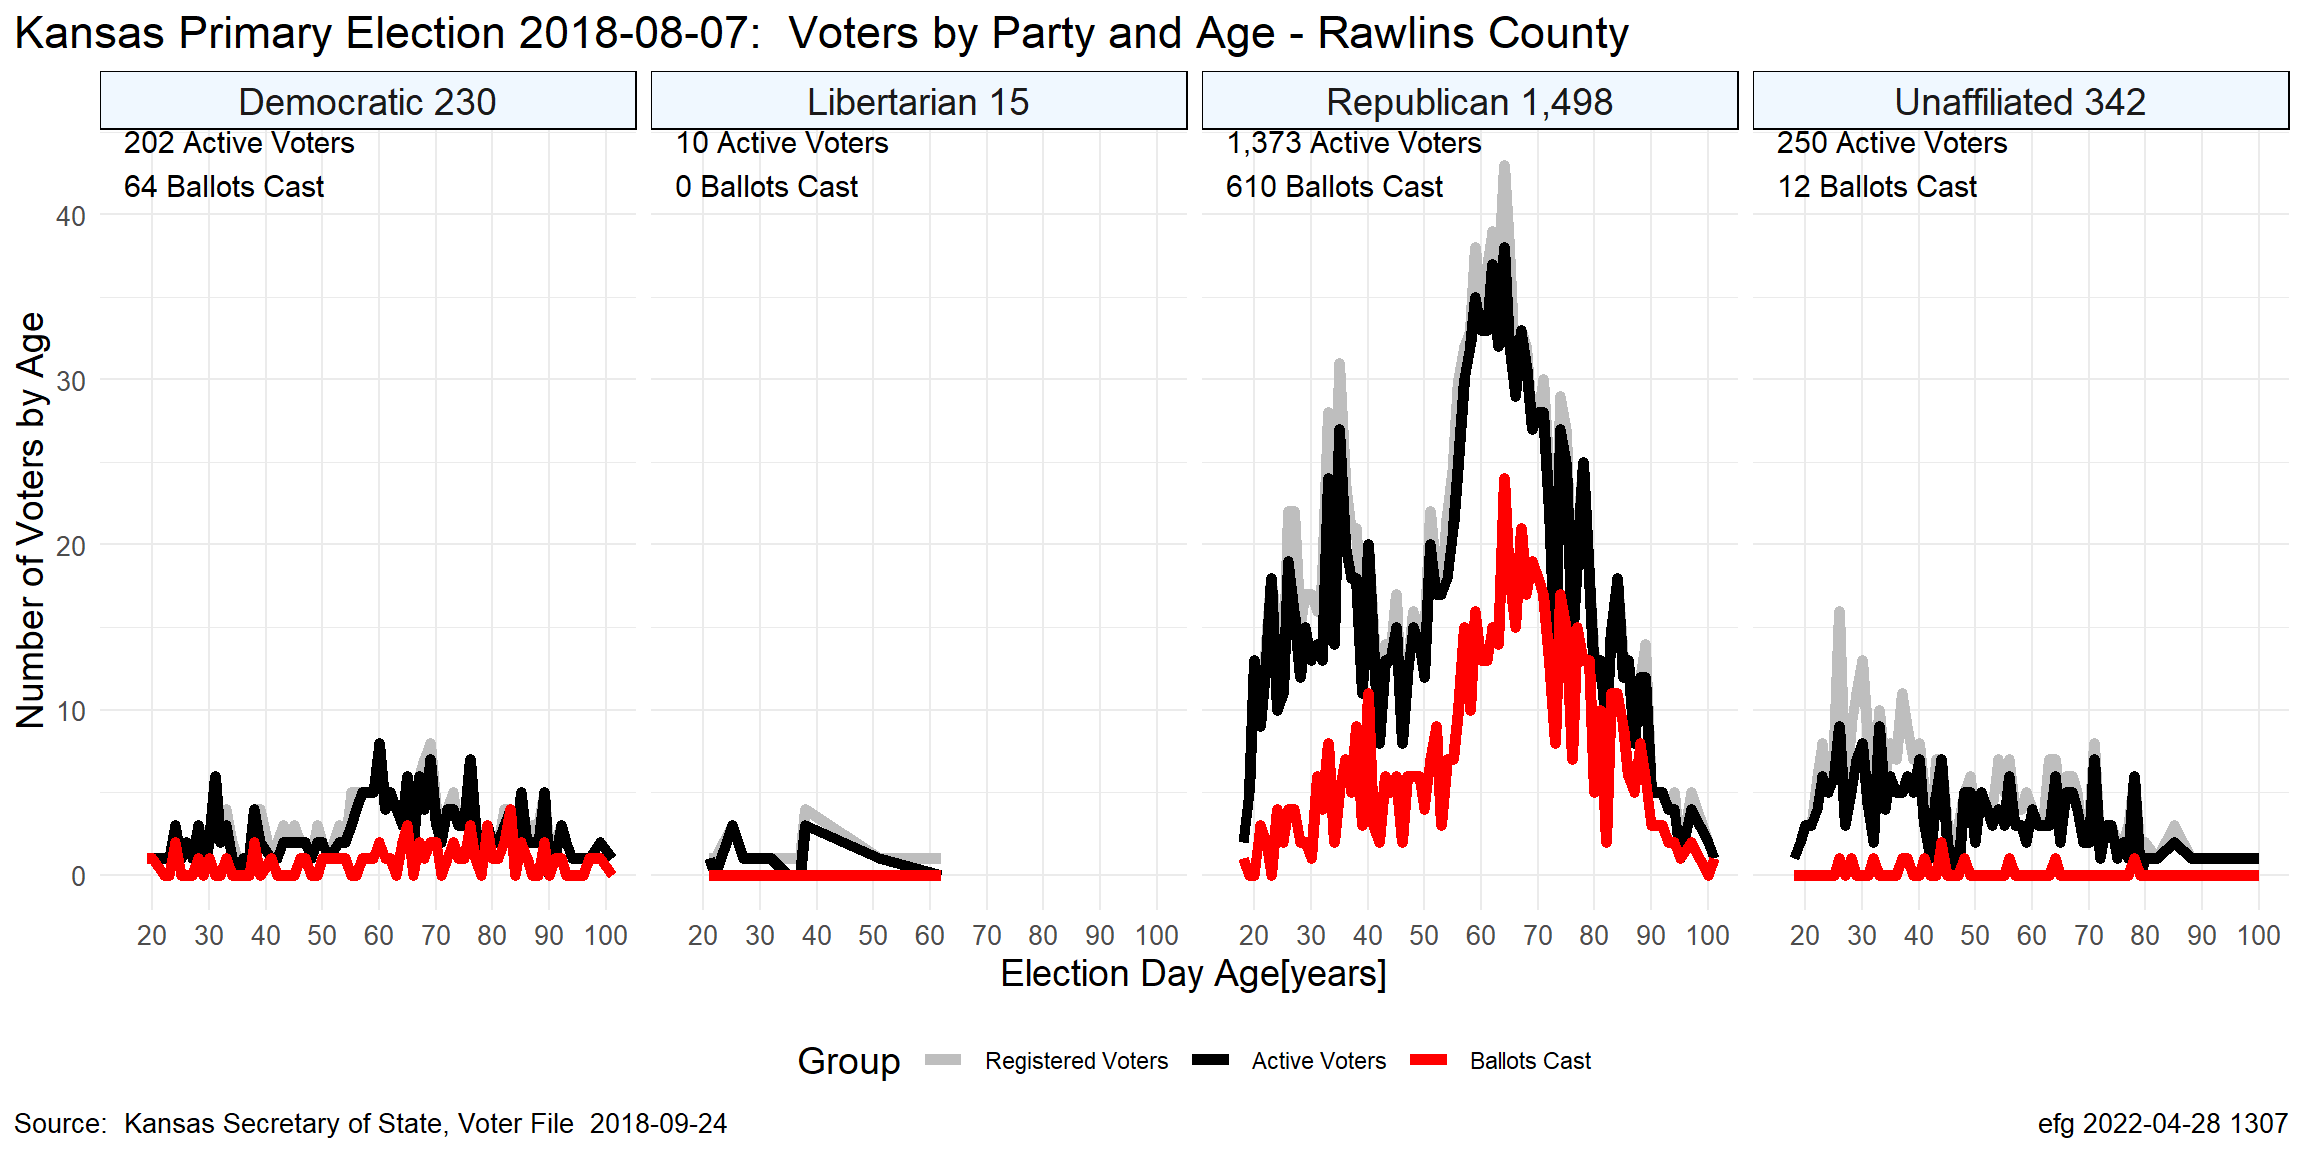 Kansas Primary Election 2018-08-07:  Voters by Party and Age - Rawlins County
Democratic 230
Libertarian 15
Republican 1,498
Unaffiliated 342
202 Active Voters
64 Ballots Cast
10 Active Voters
0 Ballots Cast
1,373 Active Voters
610 Ballots Cast
250 Active Voters
12 Ballots Cast
Number of Voters by Age
40
30
20
10
0
20 30 40 50 60 70 80 90 100
20 30 40 50 60 70 80 90 100
20 30 40 50 60 70 80 90 100
20 30 40 50 60 70 80 90 100
Election Day Age[years]
Group Registered Voters Active Voters Ballots Cast
Source:  Kansas Secretary of State, Voter File  2018-09-24
efg 2022-04-28 1307